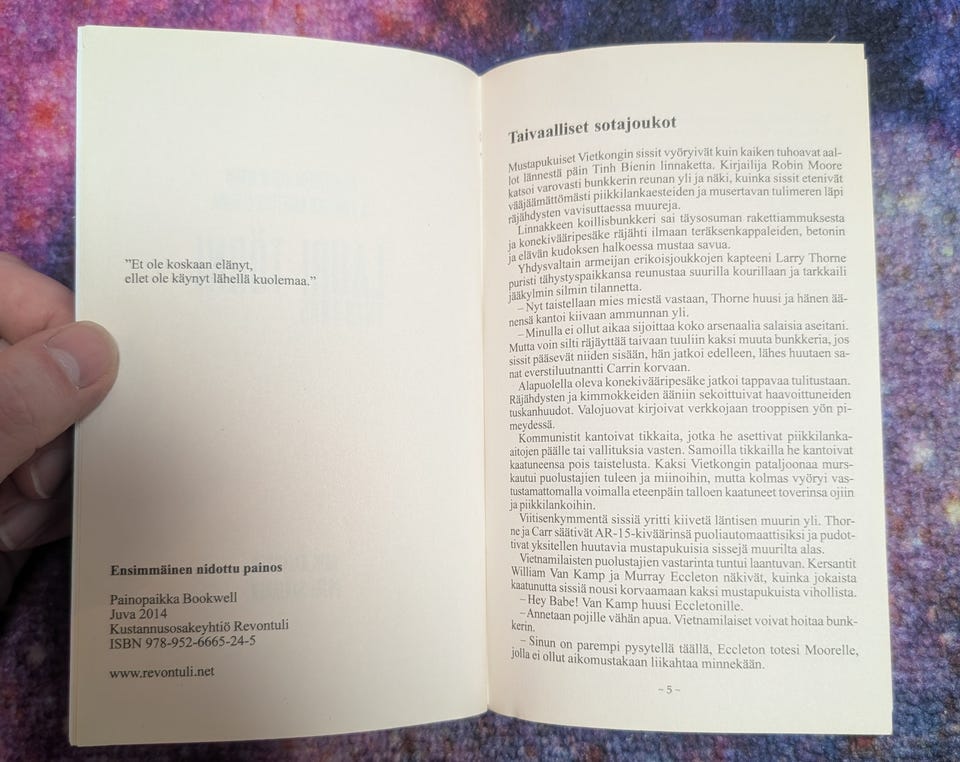 "Et ole koskaan elänyt,
ellet ole käynyt lähellä kuolemaa."
Ensimmäinen nidottu painos
Painopaikka Bookwell
Juva 2014
Kustannusosakeyhtiö Revontuli
ISBN 978-952-6665-24-5
www.revontuli.net
Taivaalliset sotajoukot
Mustapukuiset Vietkongin sissit vyöryivät kuin kaiken tuhoavat aal-
lot lännestä päin Tinh Bienin linnaketta. Kirjailija Robin Moore
katsoi varovasti bunkkerin reunan yli ja näki, kuinka sissit etenivät
vääjäämättömästi piikkilankaesteiden ja musertavan tulimeren läpi
räjähdysten vavisuttaessa muureja.
Linnakkeen koillisbunkkeri sai täysosuman rakettiammuksesta
ja konekivääripesäke räjähti ilmaan teräksenkappaleiden, betonin
ja elävän kudoksen halkoessa mustaa savua.
Yhdysvaltain armeijan erikoisjoukkojen kapteeni Larry Thorne
puristi tähystyspaikkansa reunustaa suurilla kourillaan ja tarkkaili
jääkylmin silmin tilannetta.
– Nyt taistellaan mies miestä vastaan, Thorne huusi ja hänen ää-
nensä kantoi kiivaan ammunnan yli.
– Minulla ei ollut aikaa sijoittaa koko arsenaalia salaisia aseitani.
Mutta voin silti räjäyttää taivaan tuuliin kaksi muuta bunkkeria, jos
sissit pääsevät niiden sisään, hän jatkoi edelleen, lähes huutaen sa-
nat everstiluutnantti Carrin korvaan.
Alapuolella oleva konekivääripesäke jatkoi tappavaa tulitustaan.
Räjähdysten ja kimmokkeiden ääniin sekoittuivat haavoittuneiden
tuskanhuudot. Valojuovat kirjoivat verkkojaan trooppisen yön pi-
meydessä.
Kommunistit kantoivat tikkaita, jotka he asettivat piikkilanka-
aitojen päälle tai vallituksia vasten. Samoilla tikkailla he kantoivat
kaatuneensa pois taistelusta. Kaksi Vietkongin pataljoonaa murs-
kautui puolustajien tuleen ja miinoihin, mutta kolmas vyöryi vas-
tustamattomalla voimalla eteenpäin talloen kaatuneet toverinsa ojiin
ja piikkilankoihin.
Viitisenkymmentä sissiä yritti kiivetä läntisen muurin yli. Thor-
ne ja Carr säätivät AR-15-kiväärinsä puoliautomaattisiksi ja pudot-
tivat yksitellen huutavia mustapukuisia sissejä muurilta alas.
Vietnamilaisten puolustajien vastarinta tuntui laantuvan. Kersantit
William Van Kamp ja Murray Eccleton näkivät, kuinka jokaista
kaatunutta sissiä nousi korvaamaan kaksi mustapukuista vihollista.
– Hey Babe! Van Kamp huusi Eccletonille.
– Annetaan pojille vähän apua. Vietnamilaiset voivat hoitaa bunk-
kerin.
– Sinun on parempi pysytellä täällä, Eccleton totesi Moorelle,
jolla ei ollut aikomustakaan liikahtaa minnekään.
~ 5 ~